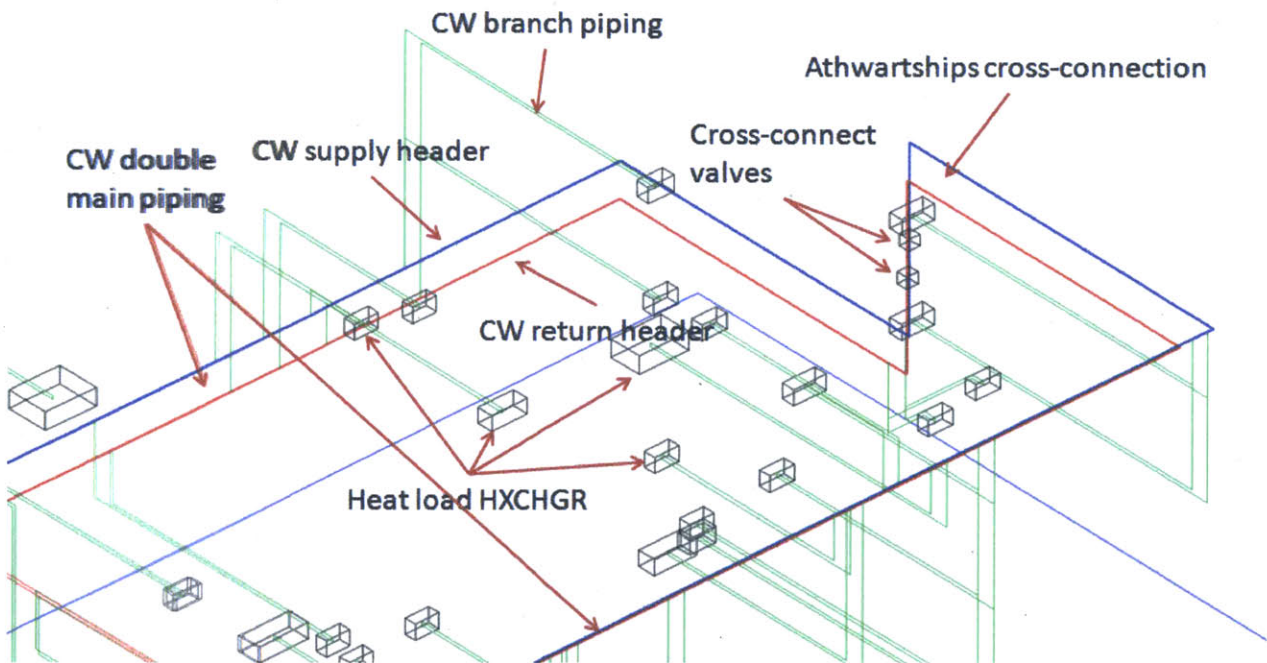 CW branch piping
Athwartships cross-connection
Cross-connect
valves
CW supply header
CW double
main piping
CW return header
Heat load HXCHGR